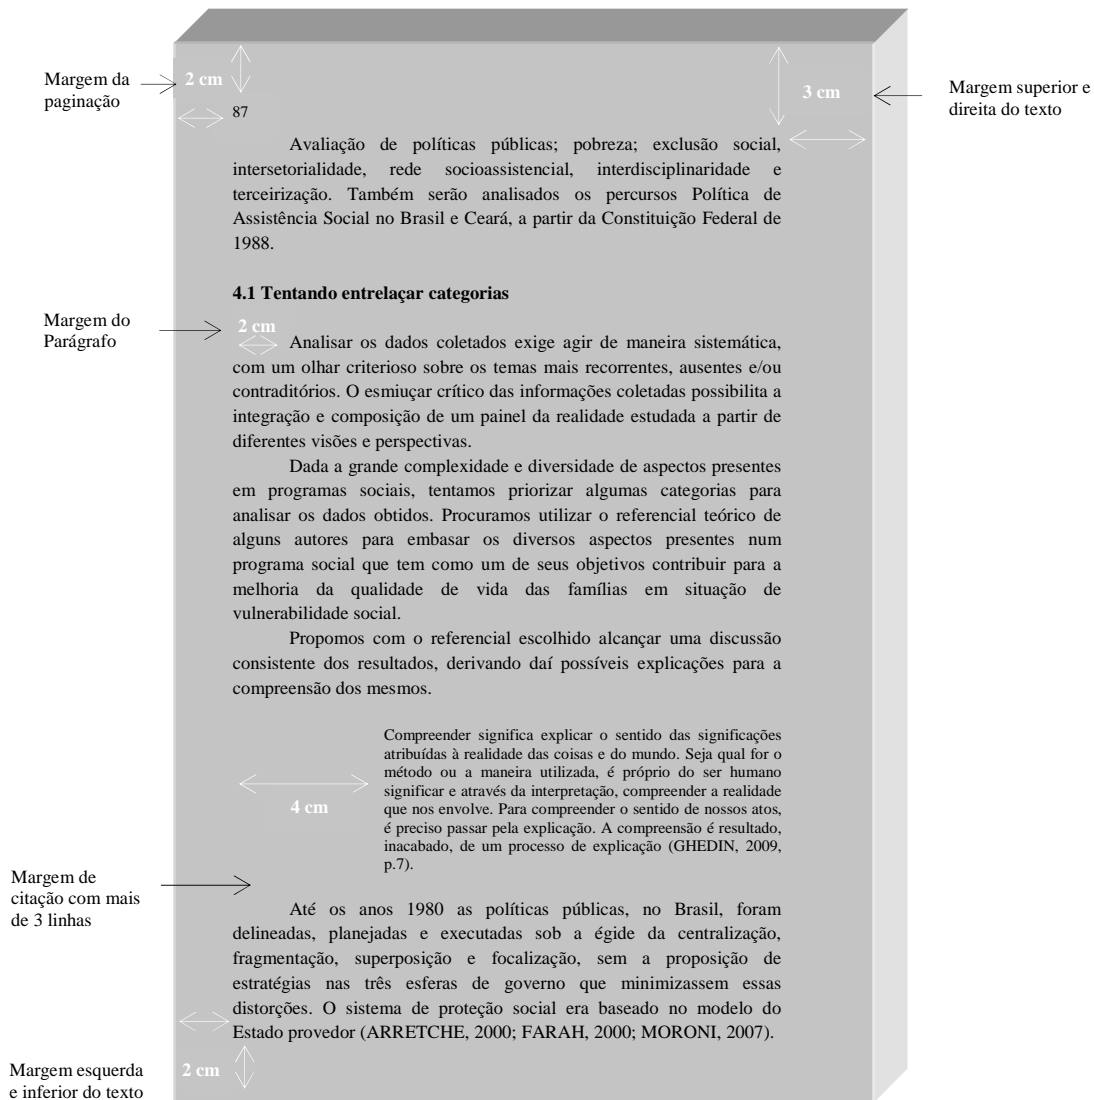 Margem da
paginação
2 cm
87
3 cm
Margem superior e
direita do texto
Avaliação de políticas públicas; pobreza; exclusão social,
intersetorialidade, rede socioassistencial, interdisciplinaridade e
terceirização. Também serão analisados os percursos Política de
Assistência Social no Brasil e Ceará, a partir da Constituição Federal de
1988.
4.1 Tentando entrelaçar categorias
Margem do
Parágrafo
2 cm
Analisar os dados coletados exige agir de maneira sistemática,
com um olhar criterioso sobre os temas mais recorrentes, ausentes e/ou
contraditórios. O esmiuçar crítico das informações coletadas possibilita a
integração e composição de um painel da realidade estudada a partir de
diferentes visões e perspectivas.
Dada a grande complexidade e diversidade de aspectos presentes
em programas sociais, tentamos priorizar algumas categorias para
analisar os dados obtidos. Procuramos utilizar o referencial teórico de
alguns autores para embasar os diversos aspectos presentes num
programa social que tem como um de seus objetivos contribuir para a
melhoria da qualidade de vida das famílias em situação de
vulnerabilidade social.
Propomos com o referencial escolhido alcançar uma discussão
consistente dos resultados, derivando daí possíveis explicações para a
compreensão dos mesmos.
Compreender significa explicar o sentido das significações
atribuídas à realidade das coisas e do mundo. Seja qual for o
método ou a maneira utilizada, é próprio do ser humano
significar e através da interpretação, compreender a realidade
que nos envolve. Para compreender o sentido de nossos atos,
é preciso passar pela explicação. A compreensão é resultado,
inacabado, de um processo de explicação (GHEDIN, 2009,
p.7).
4 cm
Margem de
citação com mais
de 3 linhas
Até os anos 1980 as políticas públicas, no Brasil, foram
delineadas, planejadas e executadas sob a égide da centralização,
fragmentação, superposição e focalização, sem a proposição de
estratégias nas três esferas de governo que minimizassem essas
distorções. O sistema de proteção social era baseado no modelo do
Estado provedor (ARRETCHE, 2000; FARAH, 2000; MORONI, 2007).
Margem esquerda
e inferior do texto
2 cm